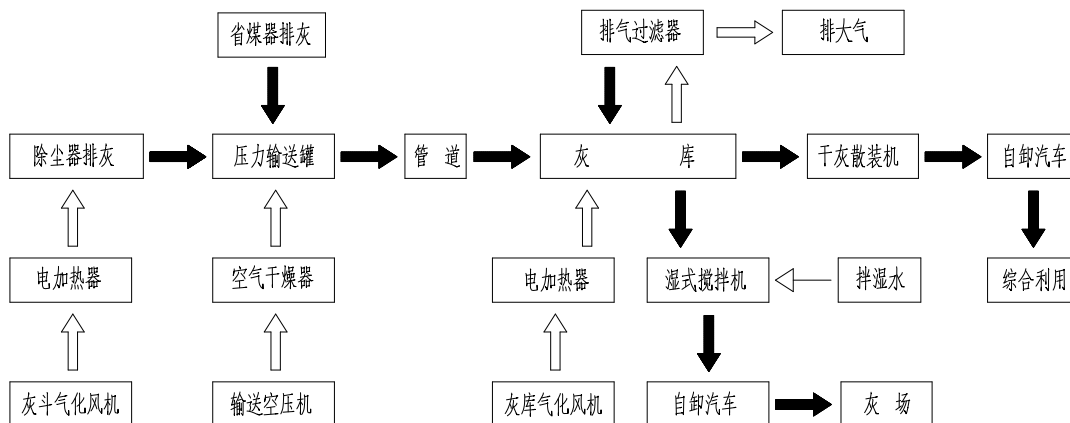 省煤器排灰
排气过滤器
排大气
除尘器排灰
压力输送罐
管 道
灰 库
干灰散装机
自卸汽车
电加热器
空气干燥器
电加热器
湿式搅拌机
拌湿水
综合利用
灰斗气化风机
输送空压机
灰库气化风机
自卸汽车
灰 场